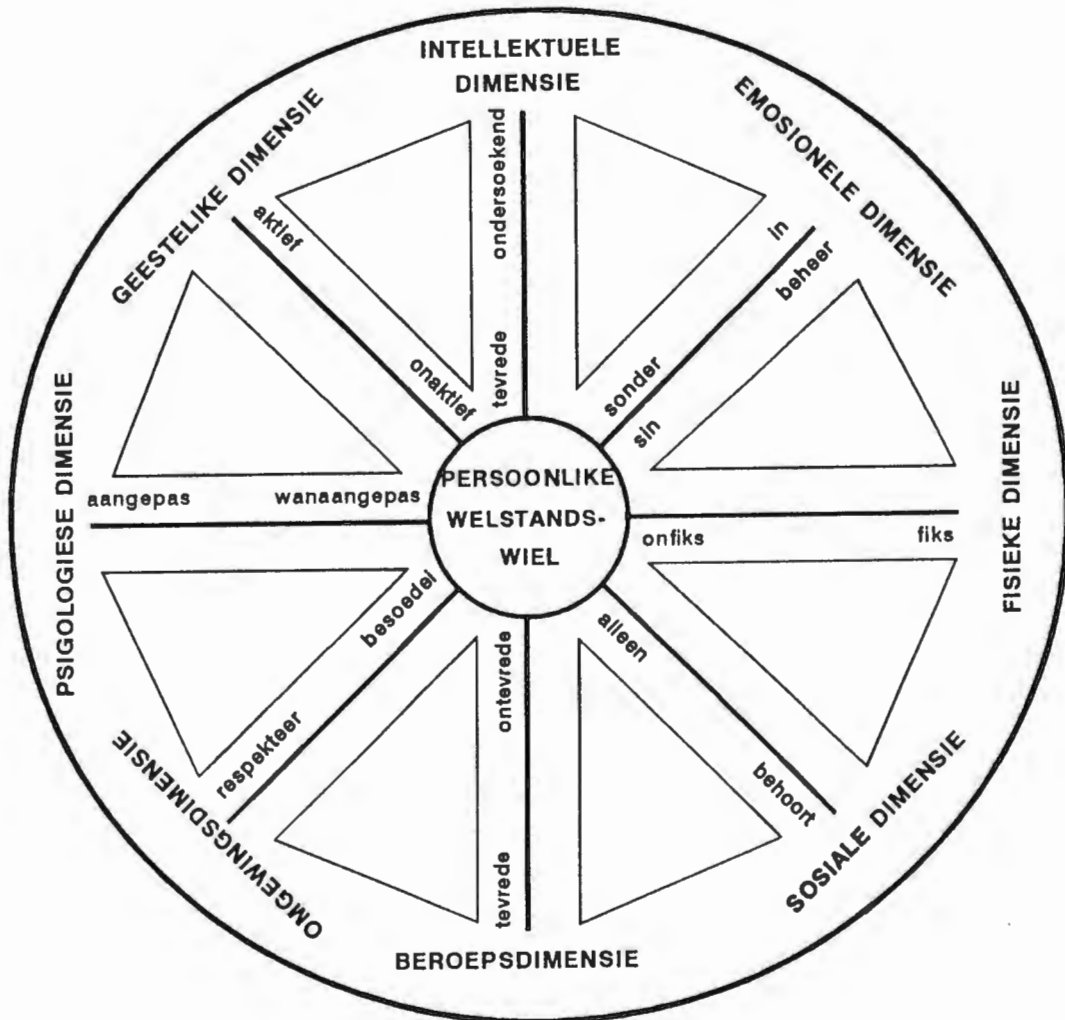 INTELLEKTUELE
DIMENSIE
EMOSIONELE DIMENSIE
GEESTELIKE DIMENSIE
ondersoekend
tevrede
aktief
onaktief
in
beheer
sonder
sin
PERSOONLIKE
WELSTANDS-
WIEL
PSIGOLOGIESE DIMENSIE
aangepas
wanaangepas
onfiks
fiks
FISIEKE DIMENSIE
besoedel
respekteer
OMGEWINGSDIMENSIE
ontevrede
tevrede
BEROEPSDIMENSIE
alleen
behoort
SOSIALE DIMENSIE